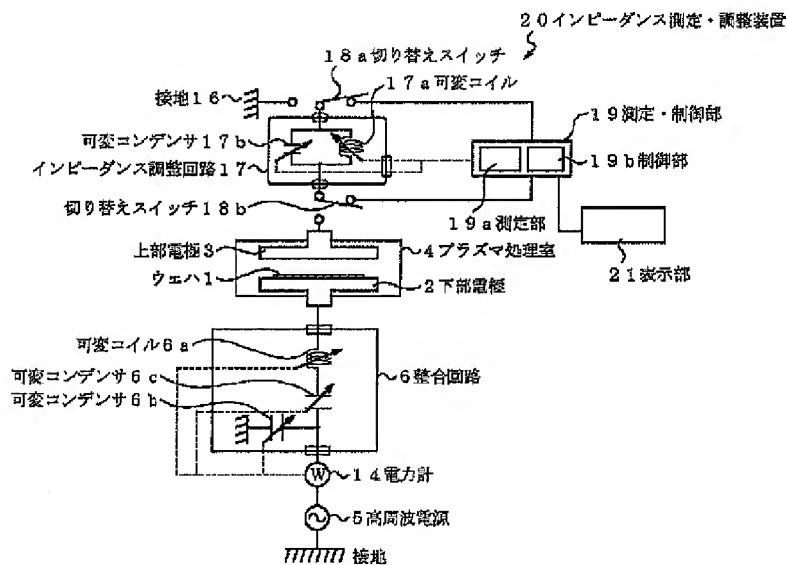 ２０インピーダンス測定・調整装置
１８ａ切り替えスイッチ
１７ａ可変コイル
接地１６
可変コンデンサ１７ｂ
インピーダンス調整回路１７
１９測定・制御部
１９ｂ制御部
切り替えスイッチ１８ｂ
１９ａ測定部
上部電極３
４プラズマ処理室
ウェハ１
２下部電極
２１表示部
可変コイル６ａ
可変コンデンサ６ｃ
６整合回路
可変コンデンサ６ｂ
W
１４電力計
５高周波電源
接地